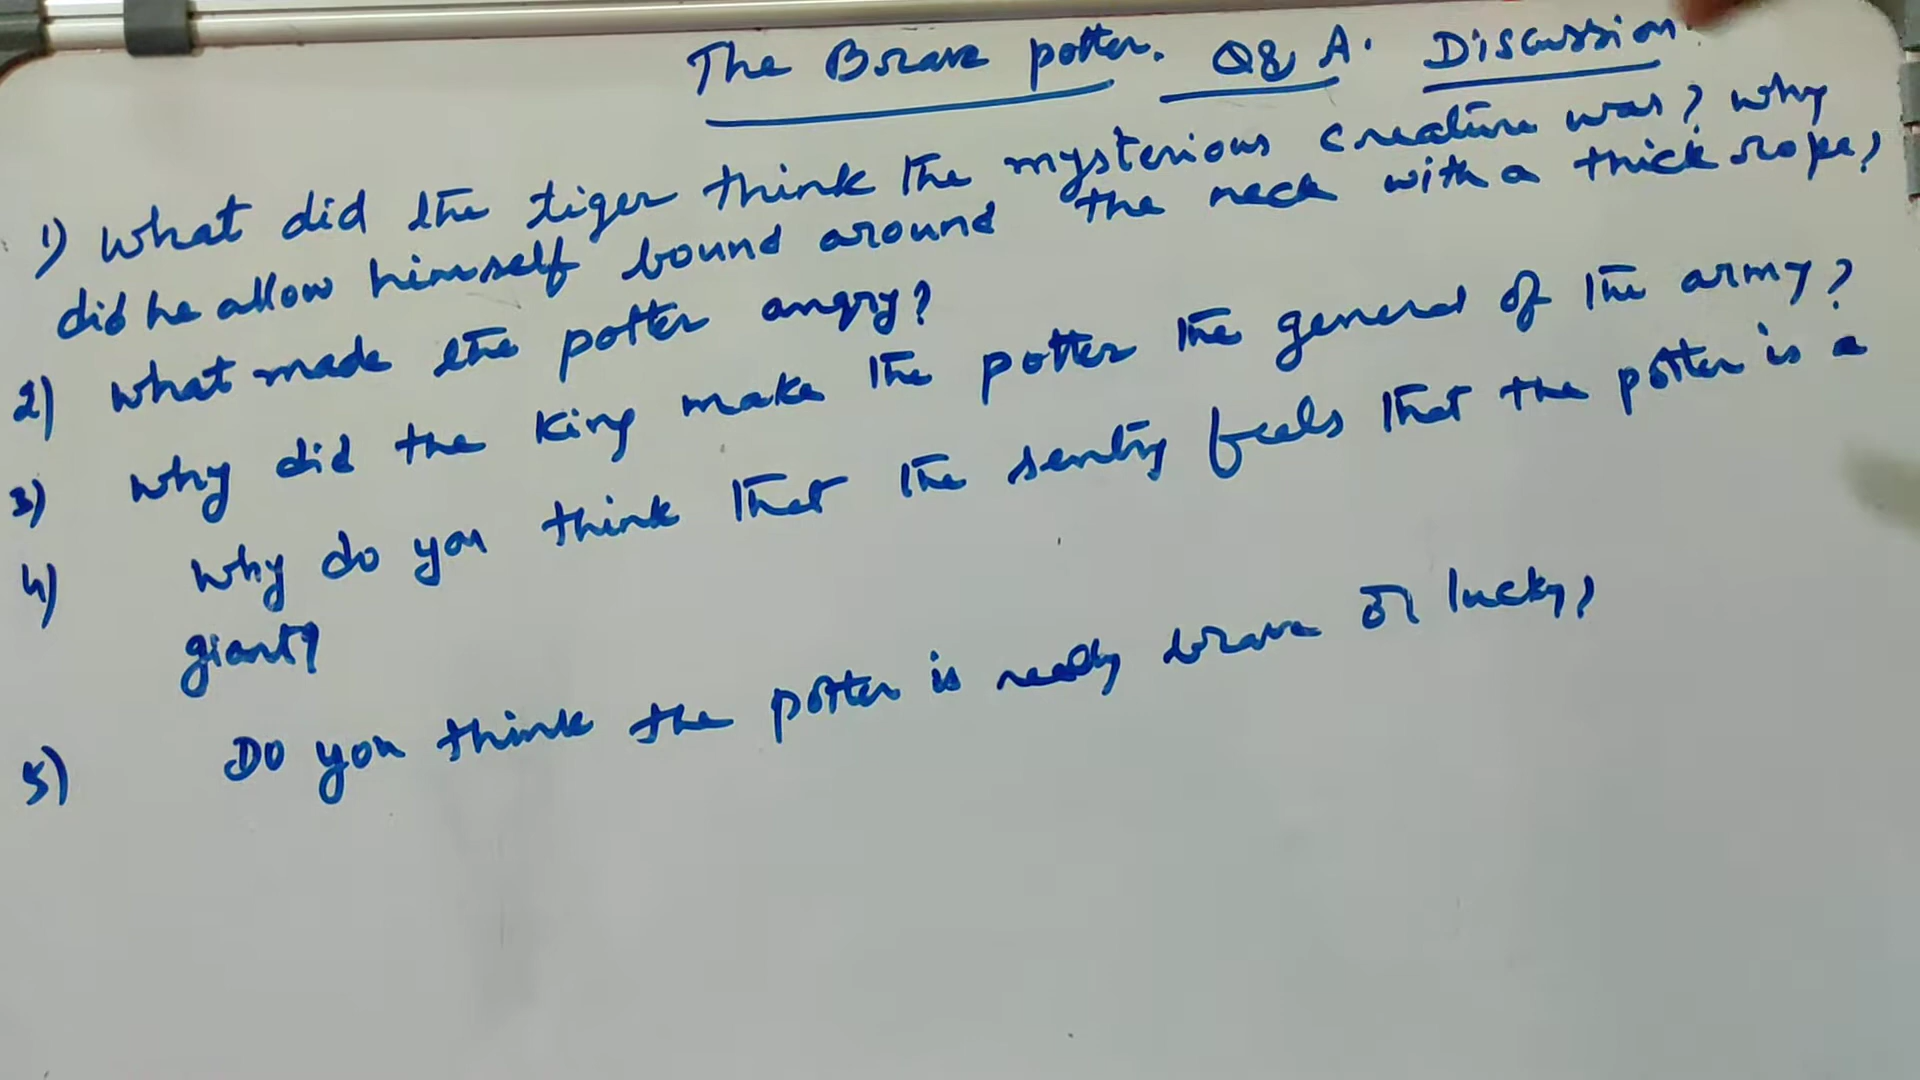 The Brave potter. Q & A. Discussion.
1) What did the tiger think the mysterious creature was? why
did he allow himself bound around the neck with a thick rope?
2) What made the potter angry?
3) Why did the King make the potter the general of the army?
4) Why do you think that the sentry feels that the potter is a
giant?
5) Do you think the potter is really brave or lucky?